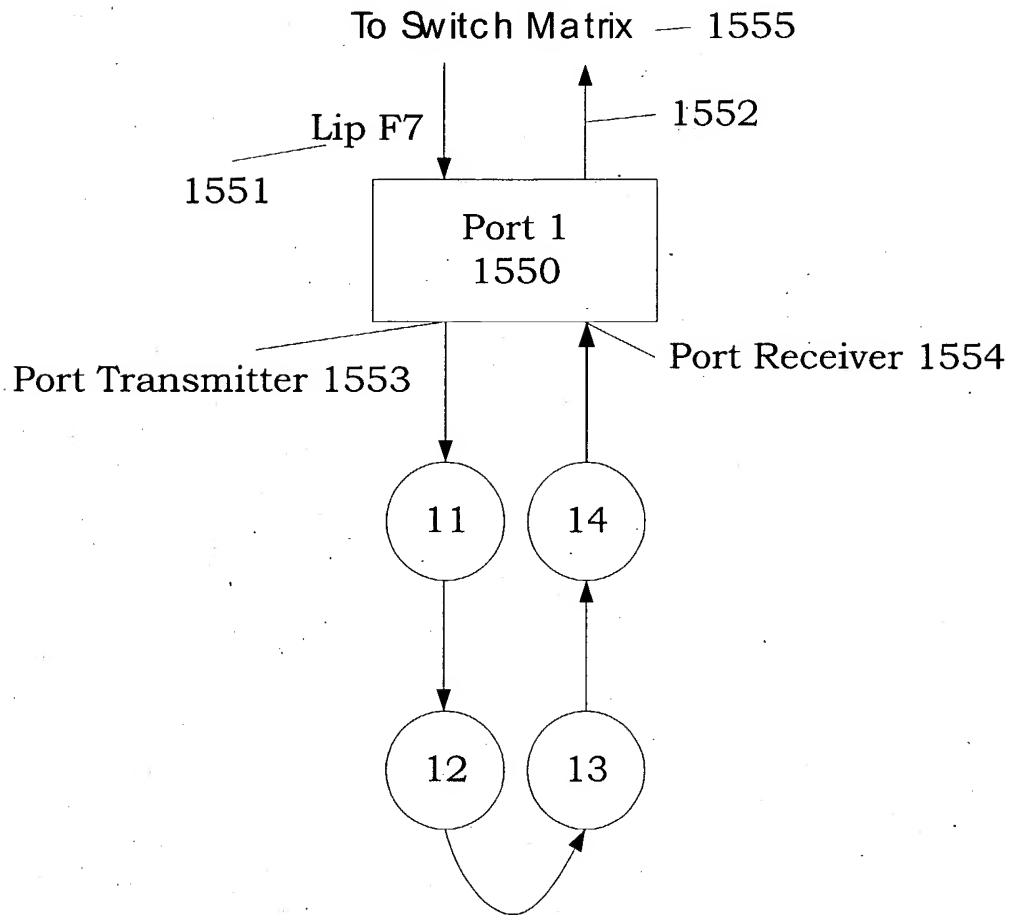 To Switch Matrix 1555
Lip F7
1552
1551
Port 1
1550
Port Transmitter 1553
Port Receiver 1554
11
14
12
13